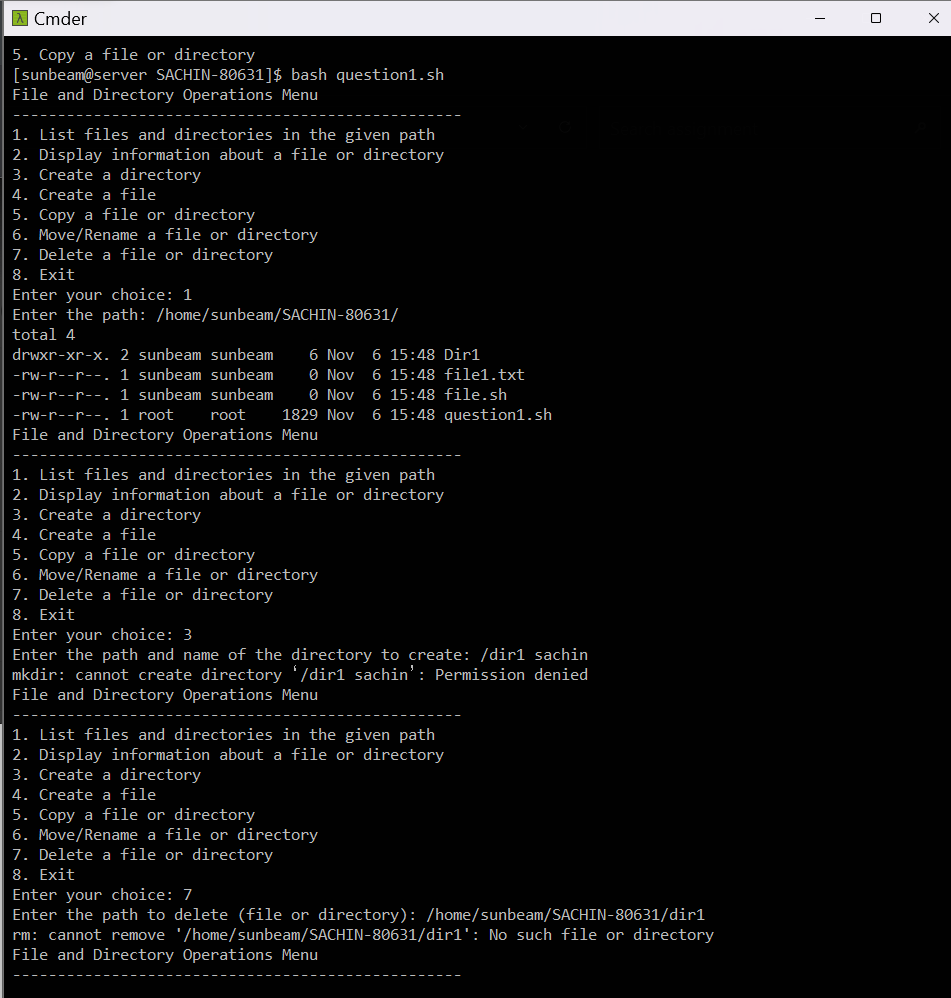 Cmder
5. Copy a file or directory
[sunbeam@server SACHIN-80631]$ bash question1.sh
File and Directory Operations Menu
--------------------------------------------------
1. List files and directories in the given path
2. Display information about a file or directory
3. Create a directory
4. Create a file
5. Copy a file or directory
6. Move/Rename a file or directory
7. Delete a file or directory
8. Exit
Enter your choice: 1
Enter the path: /home/sunbeam/SACHIN-80631/
total 4
drwxr-xr-x. 2 sunbeam sunbeam    6 Nov  6 15:48 Dir1
-rw-r--r--. 1 sunbeam sunbeam    0 Nov  6 15:48 file1.txt
-rw-r--r--. 1 sunbeam sunbeam    0 Nov  6 15:48 file.sh
-rw-r--r--. 1 root    root    1829 Nov  6 15:48 question1.sh
File and Directory Operations Menu
--------------------------------------------------
1. List files and directories in the given path
2. Display information about a file or directory
3. Create a directory
4. Create a file
5. Copy a file or directory
6. Move/Rename a file or directory
7. Delete a file or directory
8. Exit
Enter your choice: 3
Enter the path and name of the directory to create: /dir1 sachin
mkdir: cannot create directory ‘/dir1 sachin’: Permission denied
File and Directory Operations Menu
--------------------------------------------------
1. List files and directories in the given path
2. Display information about a file or directory
3. Create a directory
4. Create a file
5. Copy a file or directory
6. Move/Rename a file or directory
7. Delete a file or directory
8. Exit
Enter your choice: 7
Enter the path to delete (file or directory): /home/sunbeam/SACHIN-80631/dir1
rm: cannot remove '/home/sunbeam/SACHIN-80631/dir1': No such file or directory
File and Directory Operations Menu
--------------------------------------------------